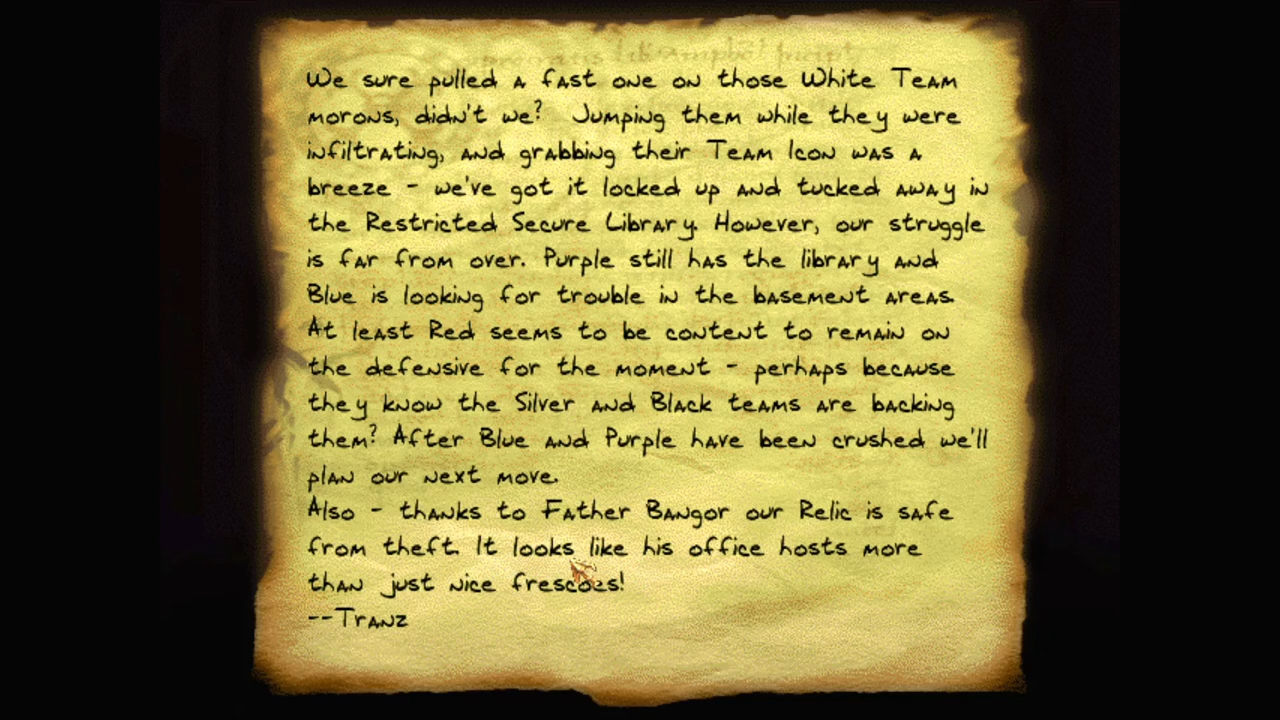 We sure pulled a fast one on those White Team
morons, didn't we?  Jumping them while they were
infiltrating, and grabbing their Team Icon was a
breeze - we've got it locked up and tucked away in
the Restricted Secure Library. However, our struggle
is far from over. Purple still has the library and
Blue is looking for trouble in the basement areas.
At least Red seems to be content to remain on
the defensive for the moment - perhaps because
they know the Silver and Black teams are backing
them? After Blue and Purple have been crushed we'll
plan our next move.
Also - thanks to Father Bangor our Relic is safe
from theft. It looks like his office hosts more
than just nice frescoes!
--Tranz